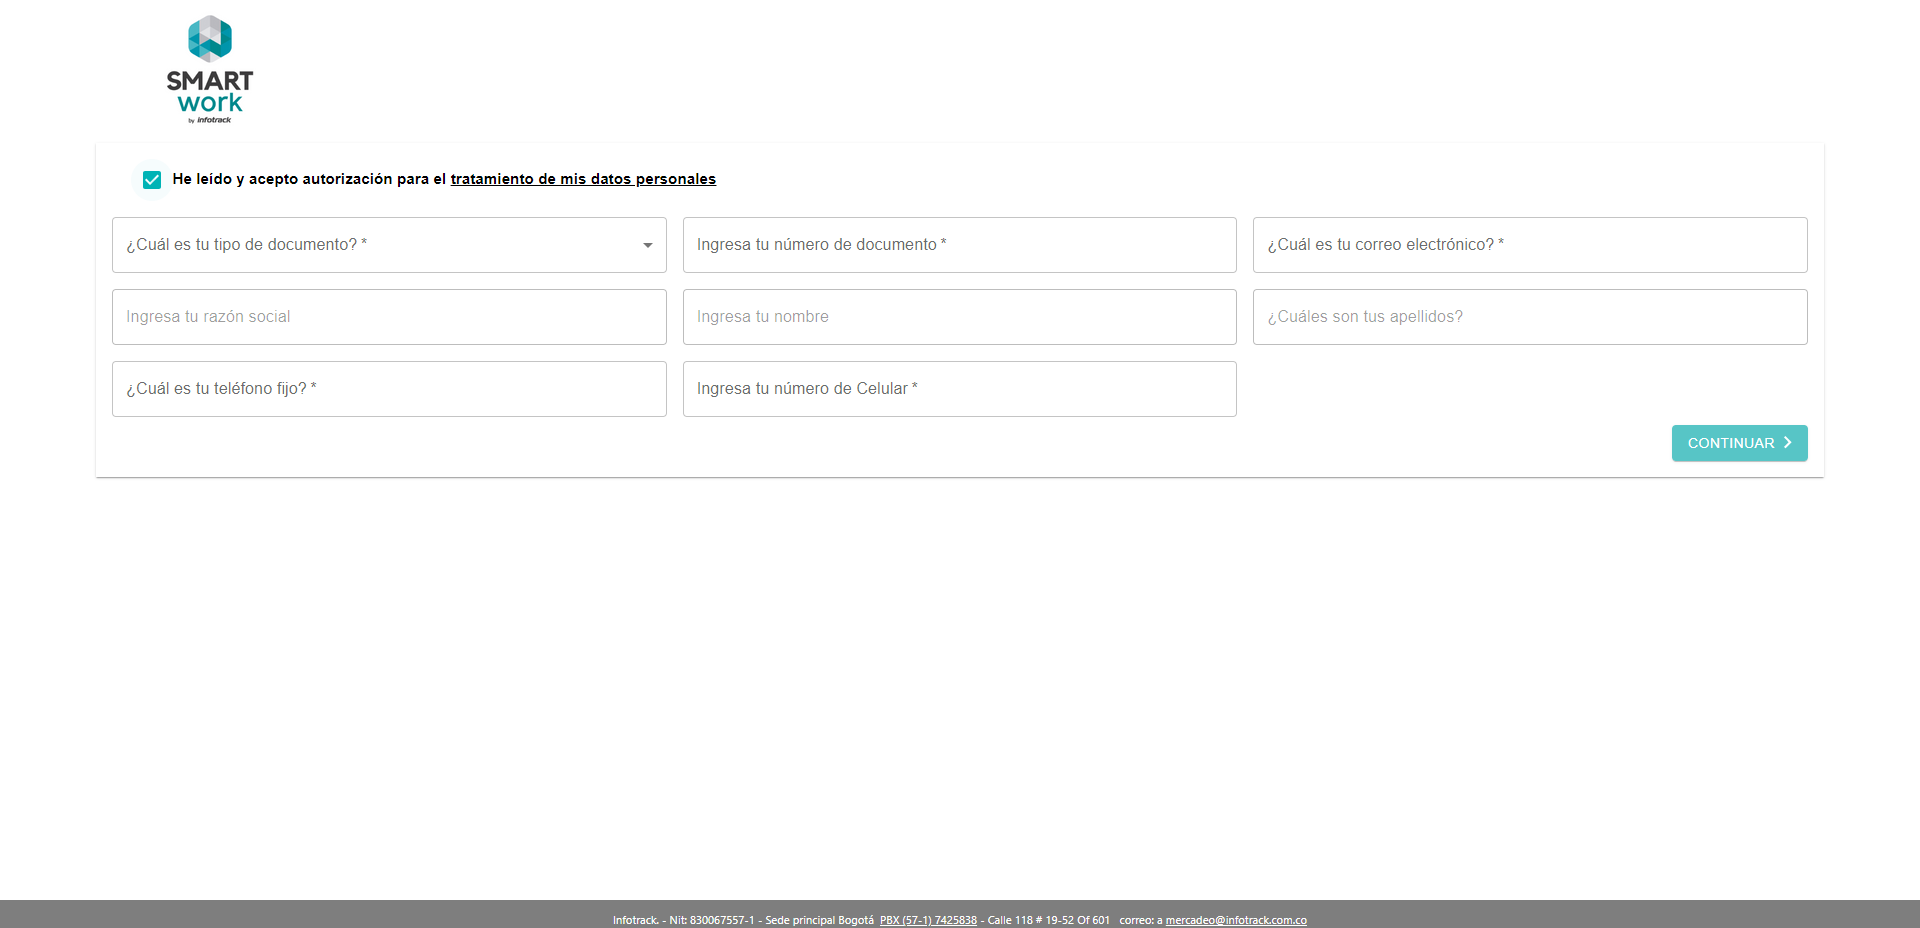 SMART
work
by infotrack
He leído y acepto autorización para el tratamiento de mis datos personales
¿Cuál es tu tipo de documento? *
Ingresa tu número de documento *
¿Cuál es tu correo electrónico? *
Ingresa tu razón social
Ingresa tu nombre
¿Cuáles son tus apellidos?
¿Cuál es tu teléfono fijo? *
Ingresa tu número de Celular *
CONTINUAR
Infotrack. - Nit: 830067557-1 - Sede principal Bogotá PBX (57-1) 7425838 - Calle 118 # 19-52 Of 601 correo: a mercadeo@infotrack.com.co